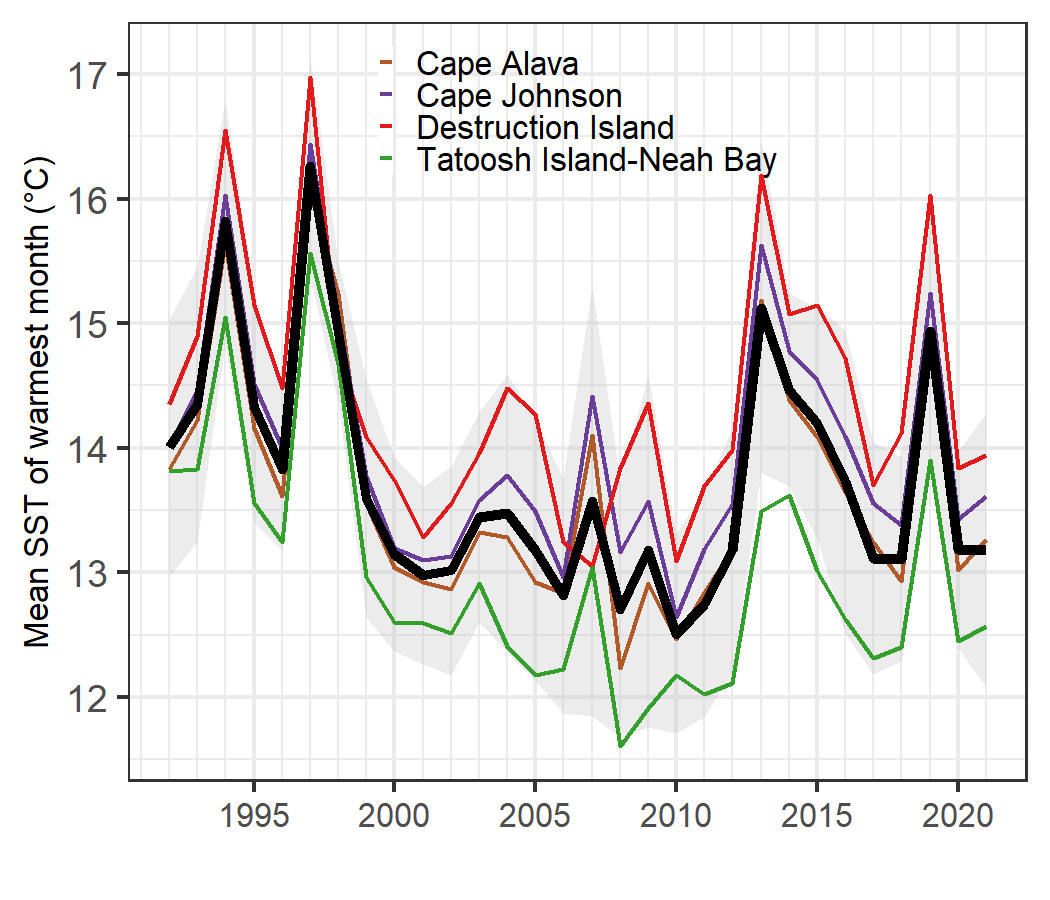 Cape Alava
Cape Johnson
Destruction Island
Tatoosh Island-Neah Bay
Mean SST of warmest month (°C)
17
16
15
14
13
12
1995 2000 2005 2010 2015 2020